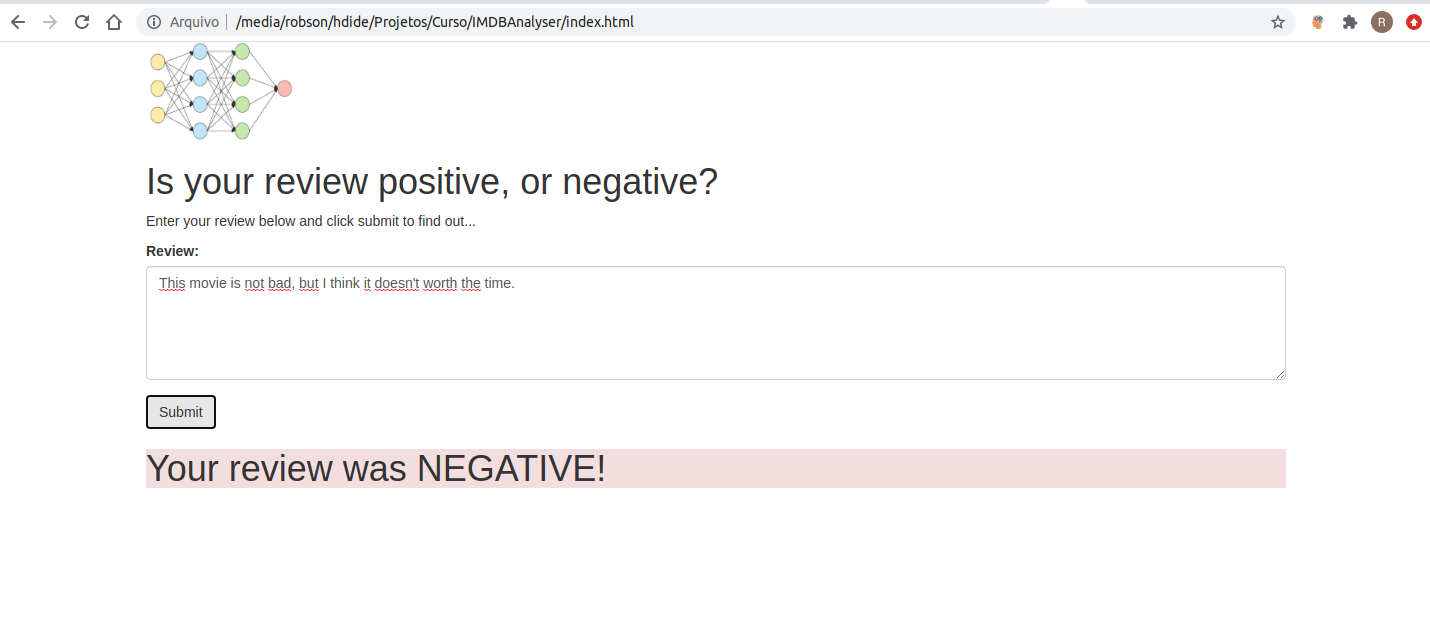 Arquivo | /media/robson/hdide/Projetos/Curso/IMDBAnalyser/index.html
R
Is your review positive, or negative?
Enter your review below and click submit to find out...
Review:
This movie is not bad, but I think it doesn't worth the time.
Submit
Your review was NEGATIVE!